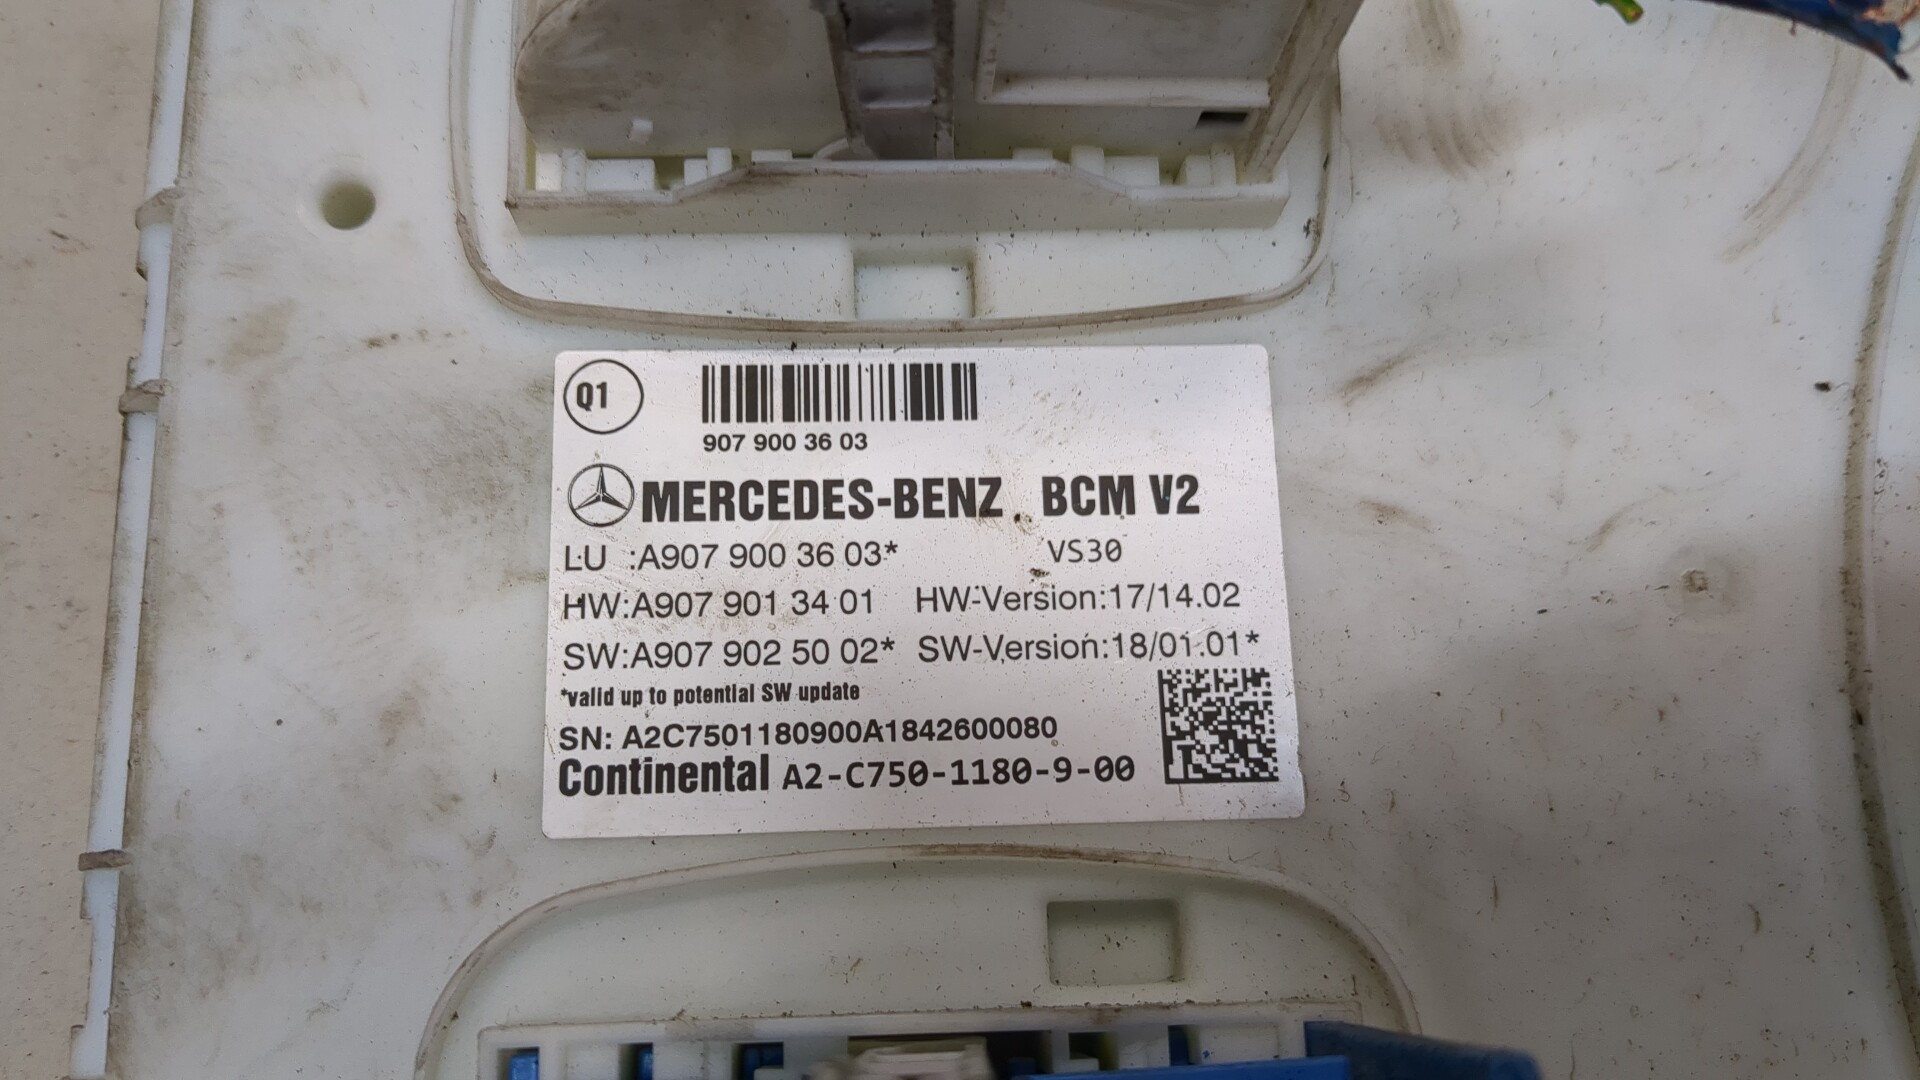 Q1
907 900 36 03
MERCEDES-BENZ BCM V2
LU :A907 900 3 6 03* VS30
HW:A907 901 34 01 HW-Version:17/14.02
SW:A907 902 50 02* SW-Version:18/01.01*
*valid up to potential SW update
SN: A2C7501180900A1842600080
Continental A2-C750-1180-9-00